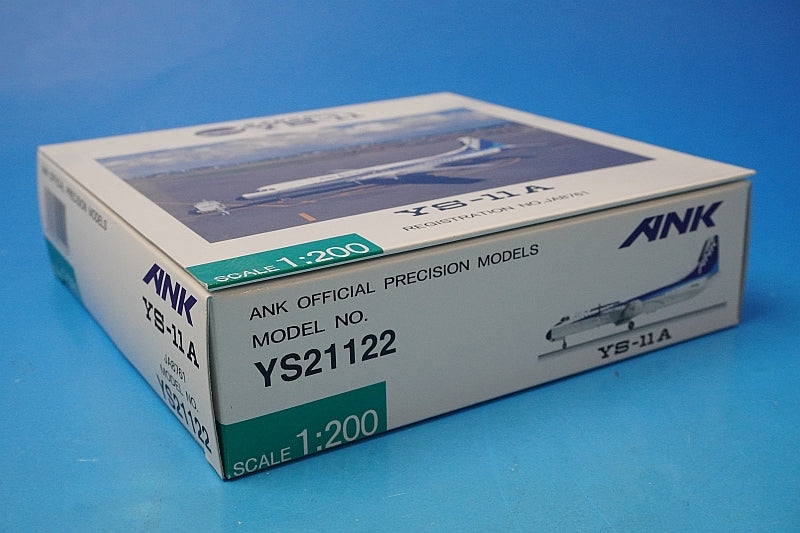 YS-11A
REGISTRATION NO.JA8761
SCALE 1:200
ANK OFFICIAL PRECISION MODELS
MODEL NO.
YS21122
SCALE 1:200
ANK
YS-11A
ANK OFFICIAL PRECISION MODELS
ANK
YS-11A
JA8761
MODEL NO.
YS21122